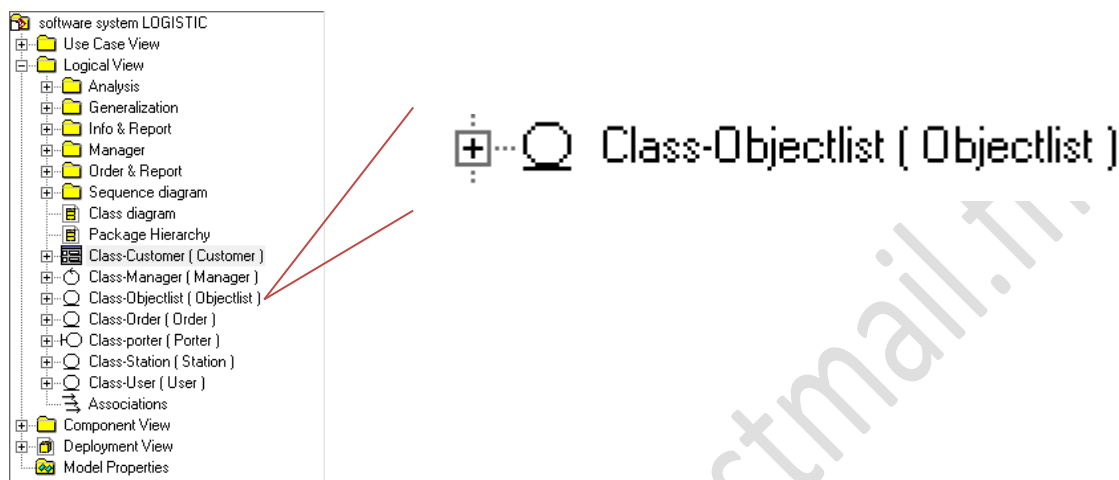 software system LOGISTIC
Use Case View
Logical View
Analysis
Generalization
Info & Report
Manager
Order & Report
Sequence diagram
Class diagram
Package Hierarchy
Class-Customer ( Customer )
Class-Manager ( Manager )
Class-Objectlist ( Objectlist )
Class-Order ( Order )
Class-porter ( Porter )
Class-Station ( Station )
Class-User ( User )
Associations
Component View
Deployment View
Model Properties
Class-Objectlist ( Objectlist )